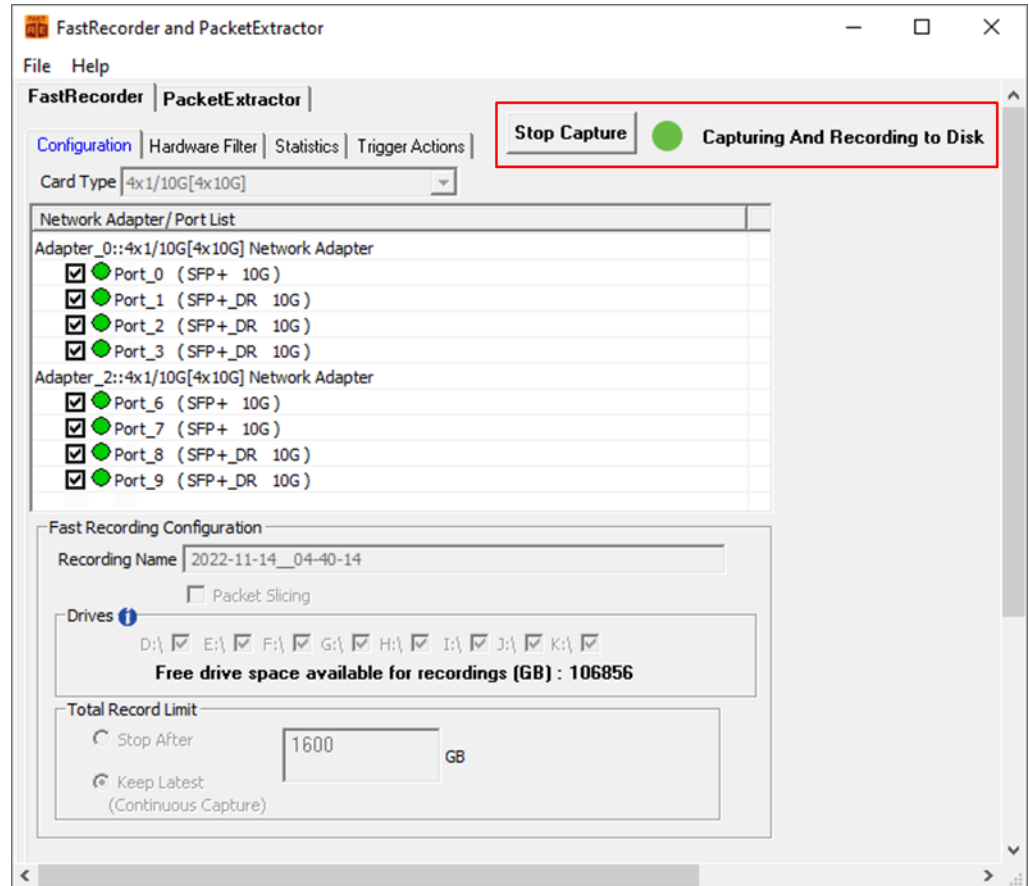 FastRecorder and PacketExtractor
File Help
FastRecorder PacketExtractor
Stop Capture Capturing And Recording to Disk
Configuration Hardware Filter Statistics Trigger Actions
Card Type 4x1/10G[4x10G]
Network Adapter/ Port List
Adapter_0::4x1/10G[4x10G] Network Adapter
Port_0 ( SFP+ 10G )
Port_1 ( SFP+_DR 10G )
Port_2 ( SFP+_DR 10G )
Port_3 ( SFP+_DR 10G )
Adapter_2::4x1/10G[4x10G] Network Adapter
Port_6 ( SFP+ 10G )
Port_7 ( SFP+ 10G )
Port_8 ( SFP+_DR 10G )
Port_9 ( SFP+_DR 10G )
Fast Recording Configuration
Recording Name 2022-11-14__04-40-14
Packet Slicing
Drives
D:\ E:\ F:\ G:\ H:\ I:\ J:\ K:\
Free drive space available for recordings (GB) : 106856
Total Record Limit
Stop After 1600 GB
Keep Latest
(Continuous Capture)